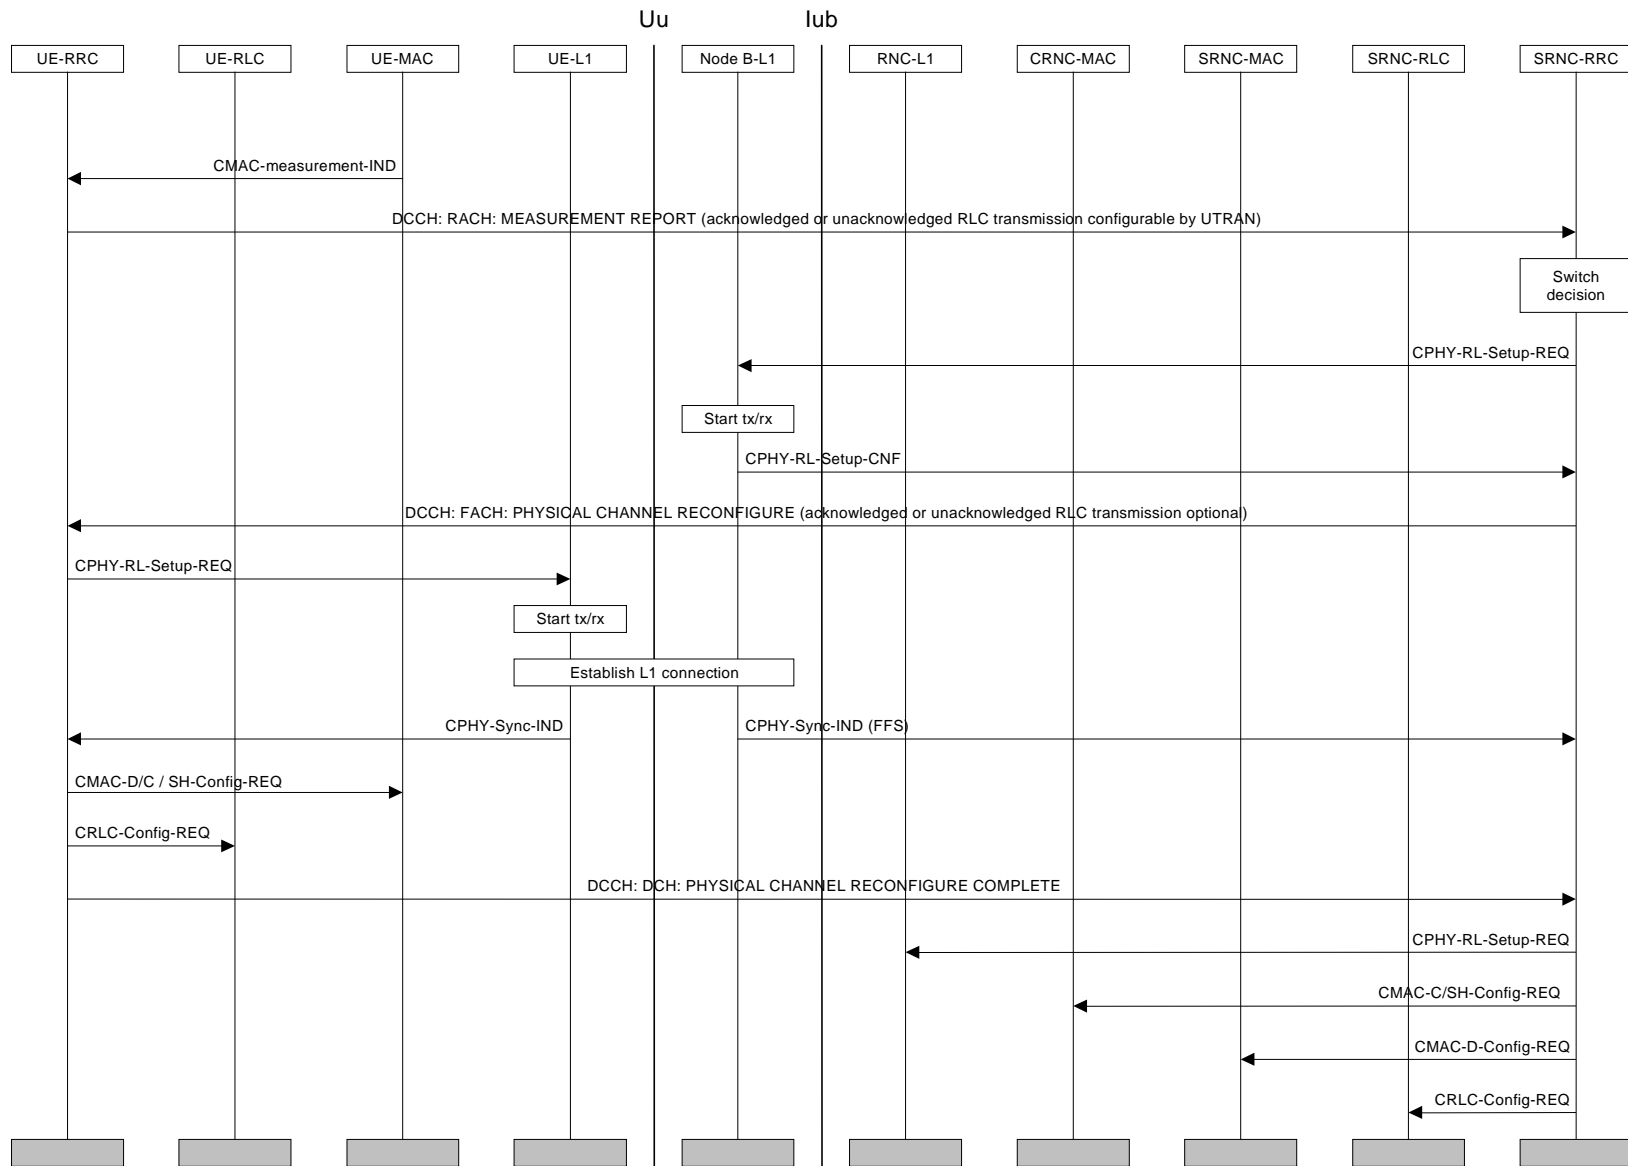 Uu Iub
UE-RRC UE-RLC UE-MAC UE-L1 Node B-L1 RNC-L1 CRNC-MAC SRNC-MAC SRNC-RLC SRNC-RRC
CMAC-measurement-IND
DCCH: RACH: MEASUREMENT REPORT (acknowledged or unacknowledged RLC transmission configurable by UTRAN)
Switch
decision
CPHY-RL-Setup-REQ
Start tx/rx
CPHY-RL-Setup-CNF
DCCH: FACH: PHYSICAL CHANNEL RECONFIGURE (acknowledged or unacknowledged RLC transmission optional)
CPHY-RL-Setup-REQ
Start tx/rx
Establish L1 connection
CPHY-Sync-IND CPHY-Sync-IND (FFS)
CMAC-D/C / SH-Config-REQ
CRLC-Config-REQ
DCCH: DCH: PHYSICAL CHANNEL RECONFIGURE COMPLETE
CPHY-RL-Setup-REQ
CMAC-C/SH-Config-REQ
CMAC-D-Config-REQ
CRLC-Config-REQ